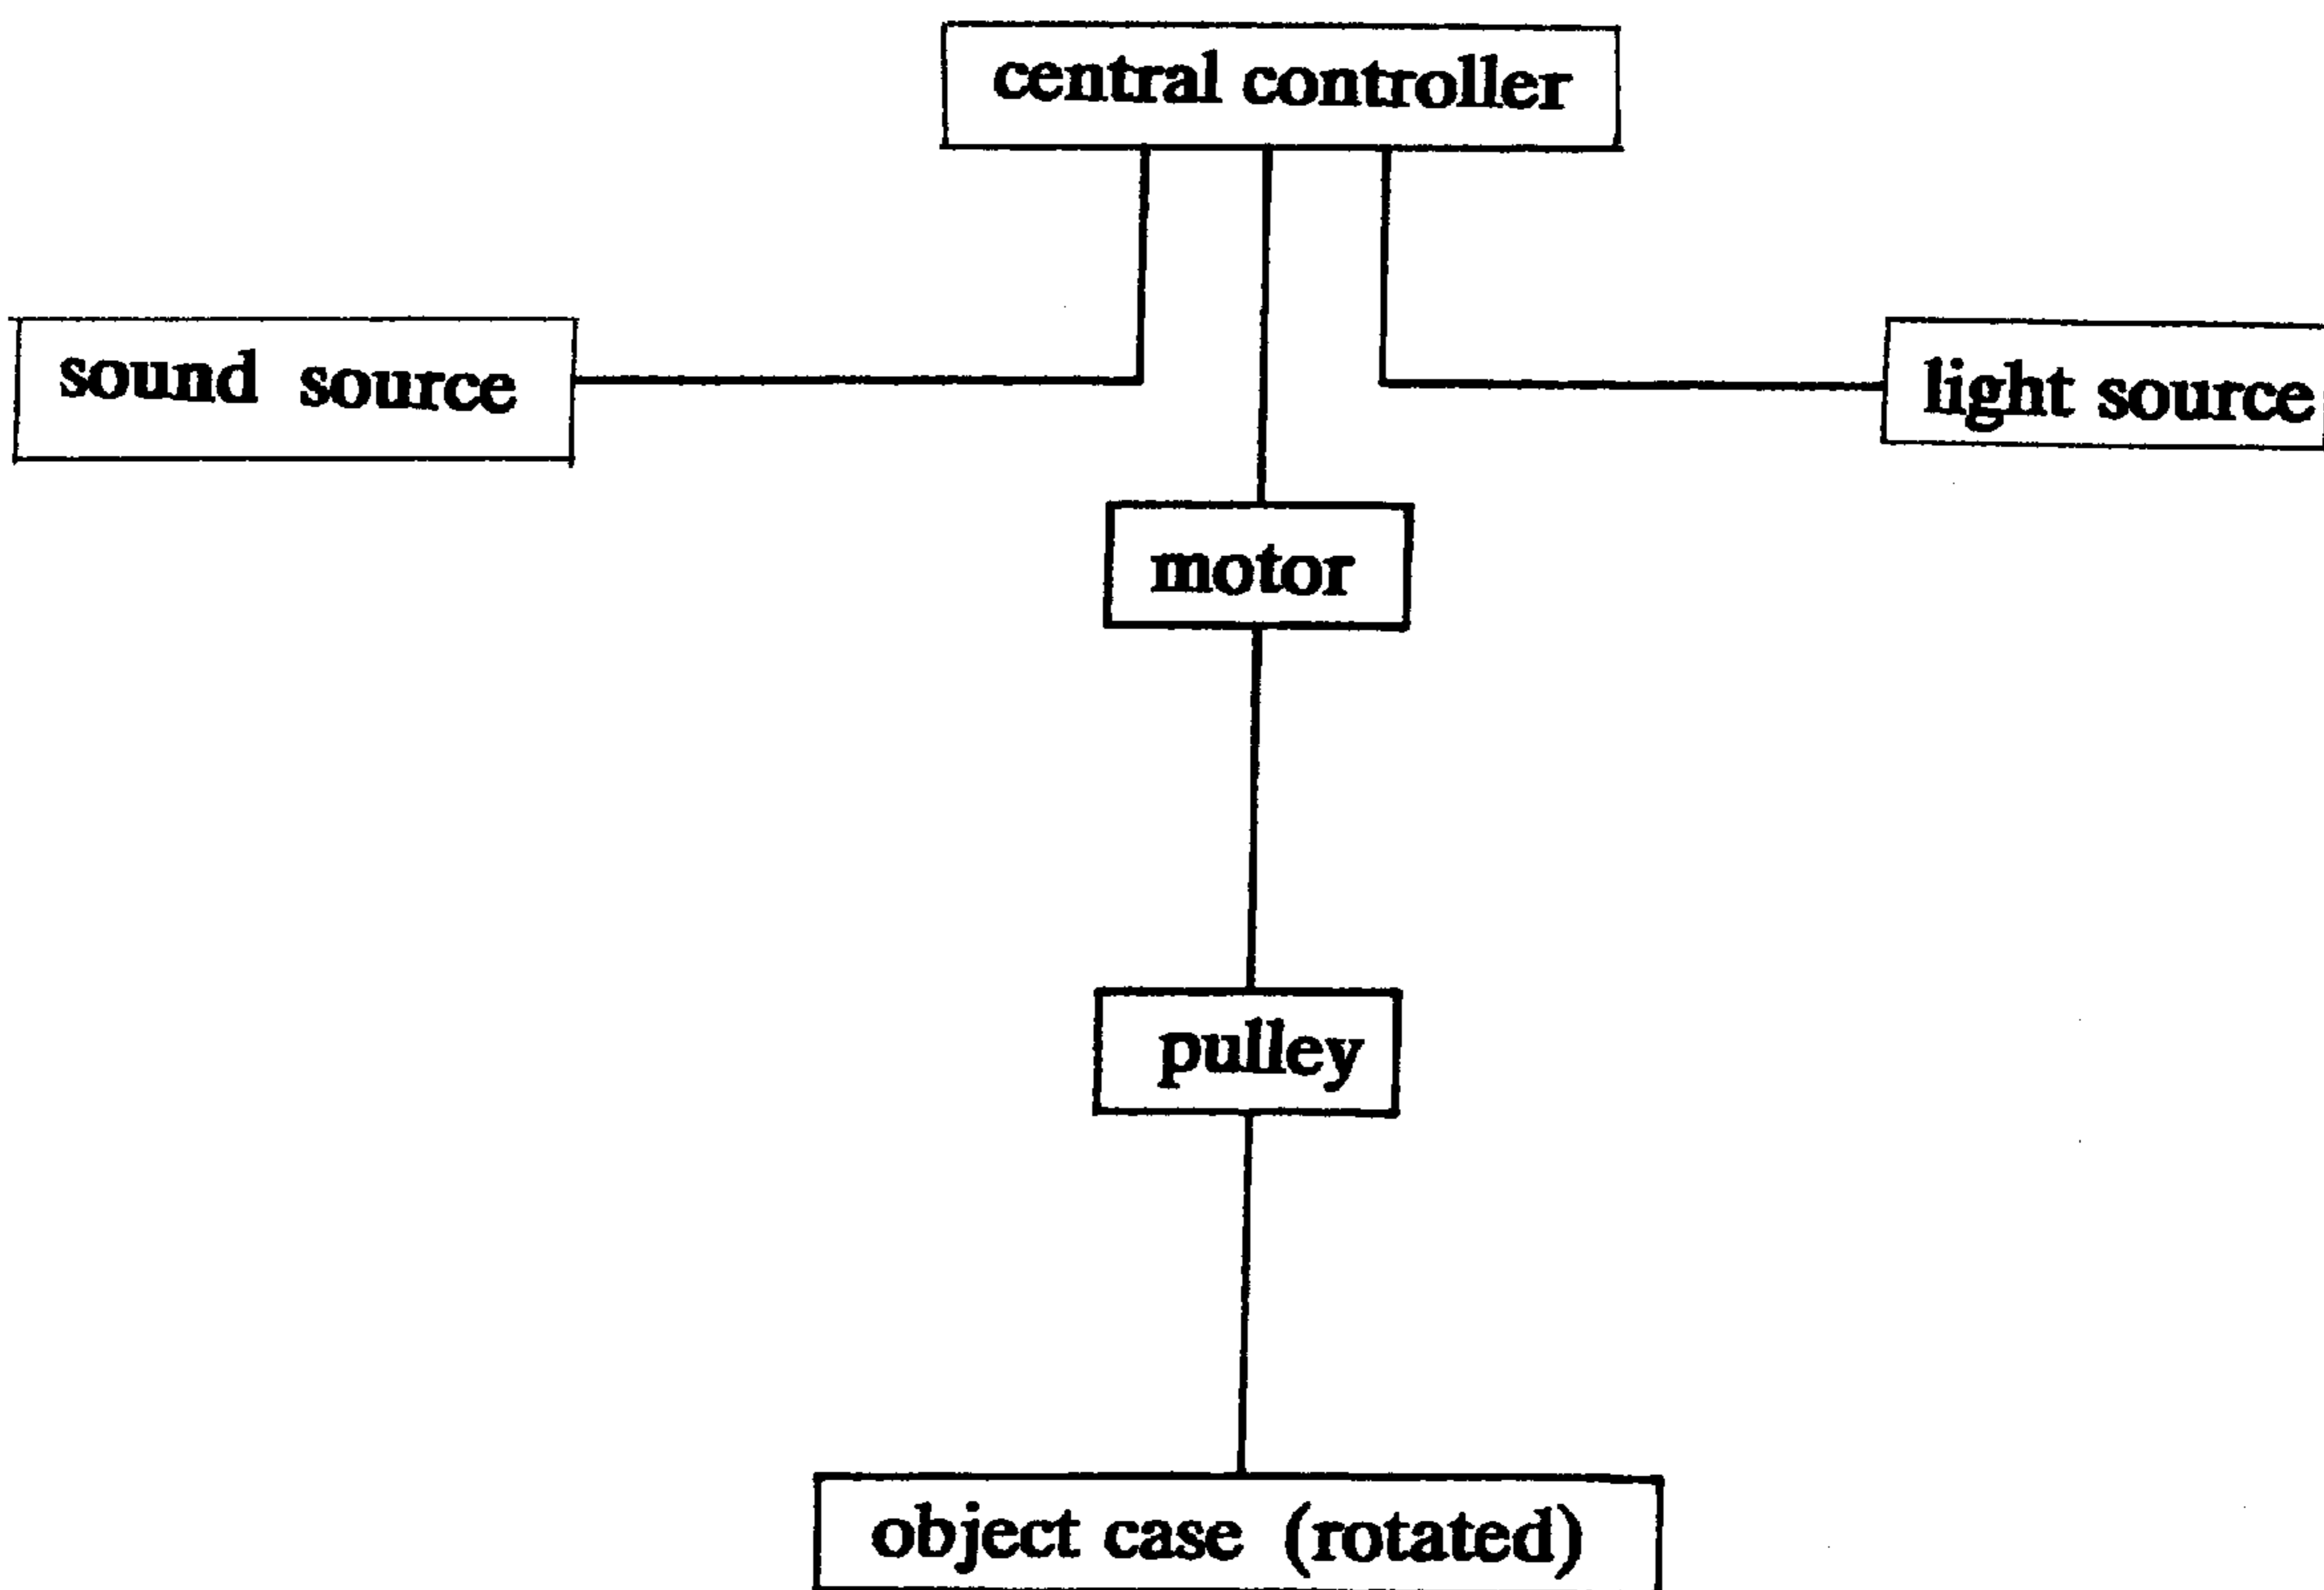 central controller
sound source
light source
motor
pulley
object case (rotated)